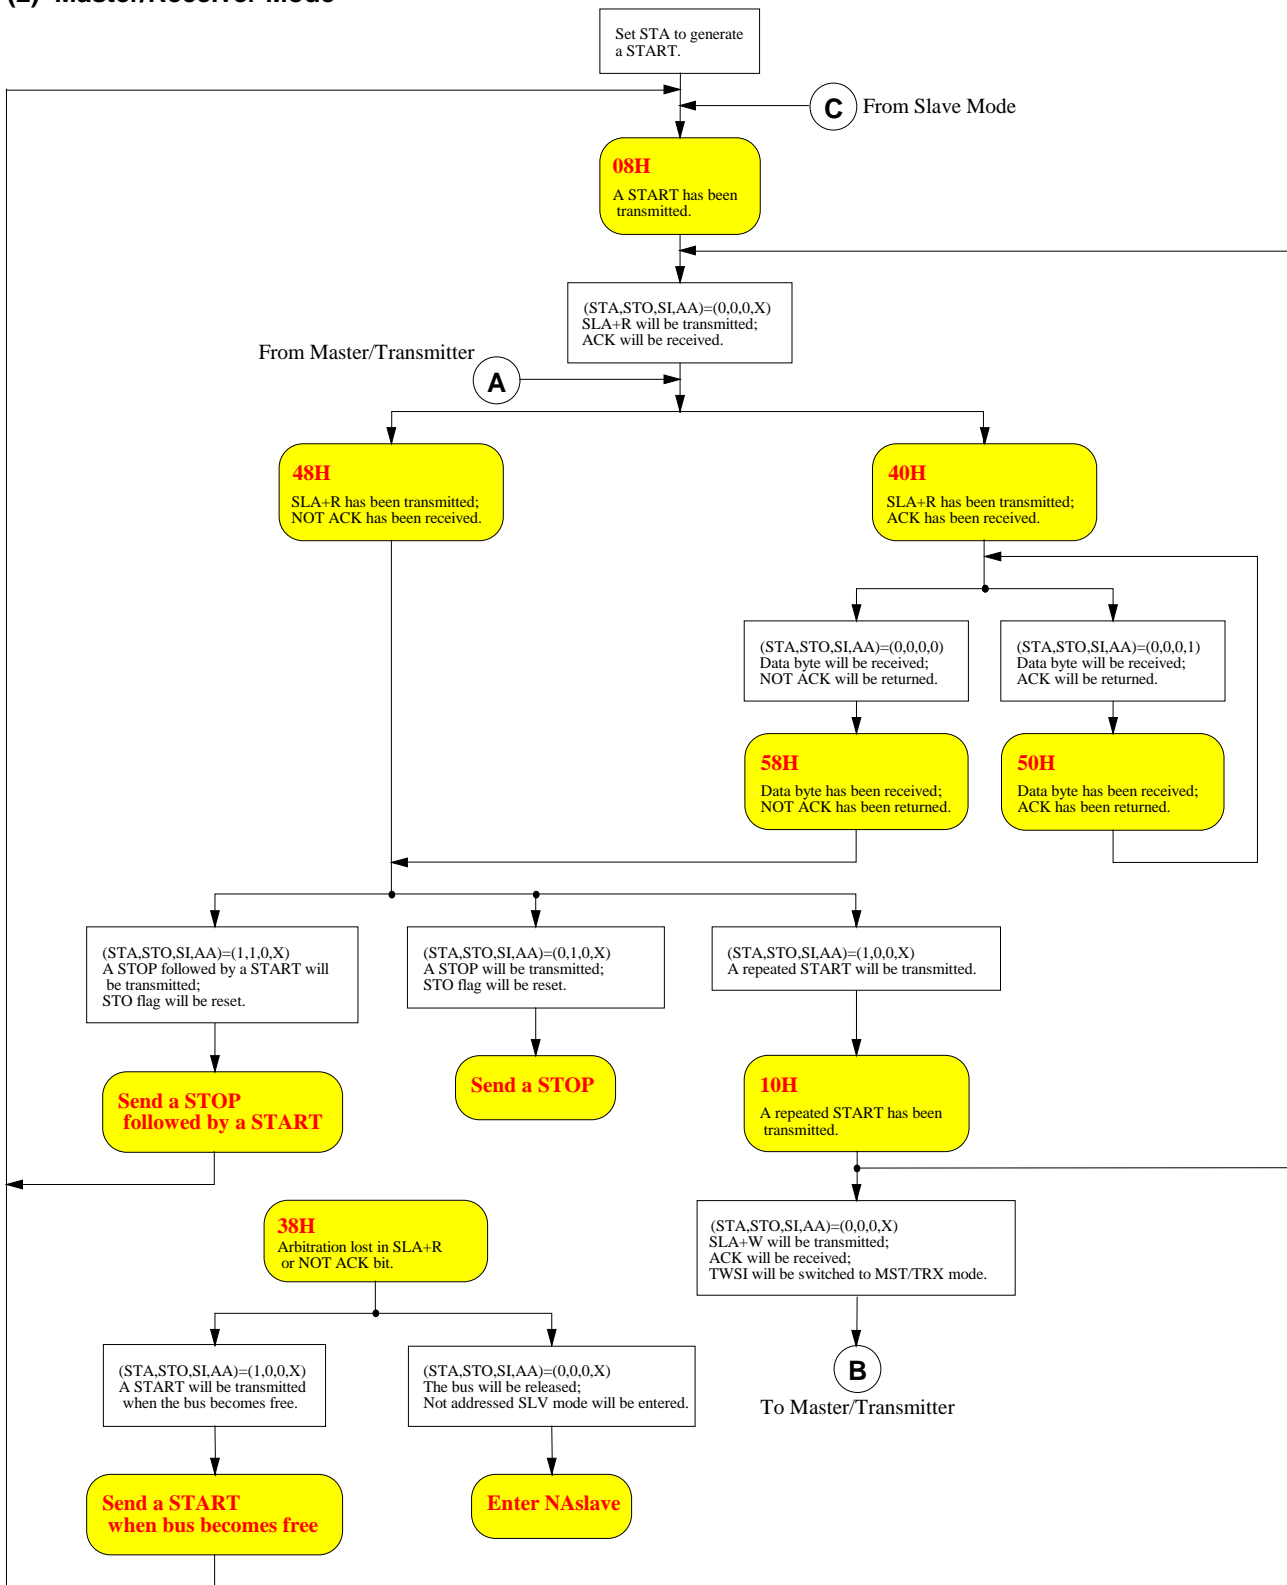 (2) Master/Receiver Mode
Set STA to generate
a START.
C
From Slave Mode
08H
A START has been
transmitted.
(STA,STO,SI,AA)=(0,0,0,X)
SLA+R will be transmitted;
ACK will be received.
From Master/Transmitter
A
48H
SLA+R has been transmitted;
NOT ACK has been received.
40H
SLA+R has been transmitted;
ACK has been received.
(STA,STO,SI,AA)=(0,0,0,0)
Data byte will be received;
NOT ACK will be returned.
(STA,STO,SI,AA)=(0,0,0,1)
Data byte will be received;
ACK will be returned.
58H
Data byte has been received;
NOT ACK has been returned.
50H
Data byte has been received;
ACK has been returned.
(STA,STO,SI,AA)=(1,1,0,X)
A STOP followed by a START will
be transmitted;
STO flag will be reset.
(STA,STO,SI,AA)=(0,1,0,X)
A STOP will be transmitted;
STO flag will be reset.
(STA,STO,SI,AA)=(1,0,0,X)
A repeated START will be transmitted.
Send a STOP
followed by a START
Send a STOP
10H
A repeated START has been
transmitted.
38H
Arbitration lost in SLA+R
or NOT ACK bit.
(STA,STO,SI,AA)=(0,0,0,X)
SLA+W will be transmitted;
ACK will be received;
TWSI will be switched to MST/TRX mode.
(STA,STO,SI,AA)=(1,0,0,X)
A START will be transmitted
when the bus becomes free.
(STA,STO,SI,AA)=(0,0,0,X)
The bus will be released;
Not addressed SLV mode will be entered.
B
To Master/Transmitter
Send a START
when bus becomes free
Enter NAslave